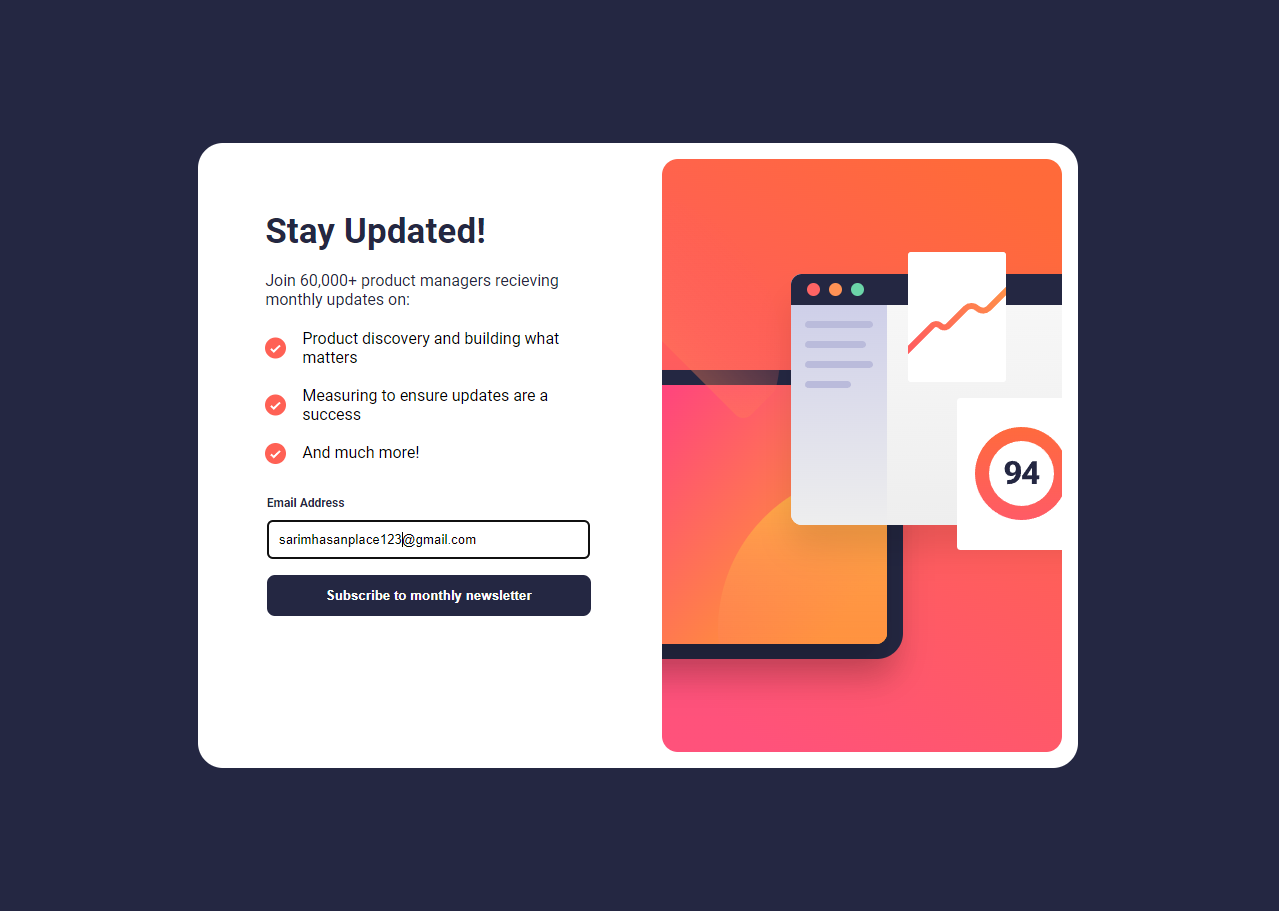 Stay Updated!
Join 60,000+ product managers recieving
monthly updates on:
Product discovery and building what
matters
Measuring to ensure updates are a
success
And much more!
Email Address
sarimhasanplace123@gmail.com
Subscribe to monthly newsletter
94